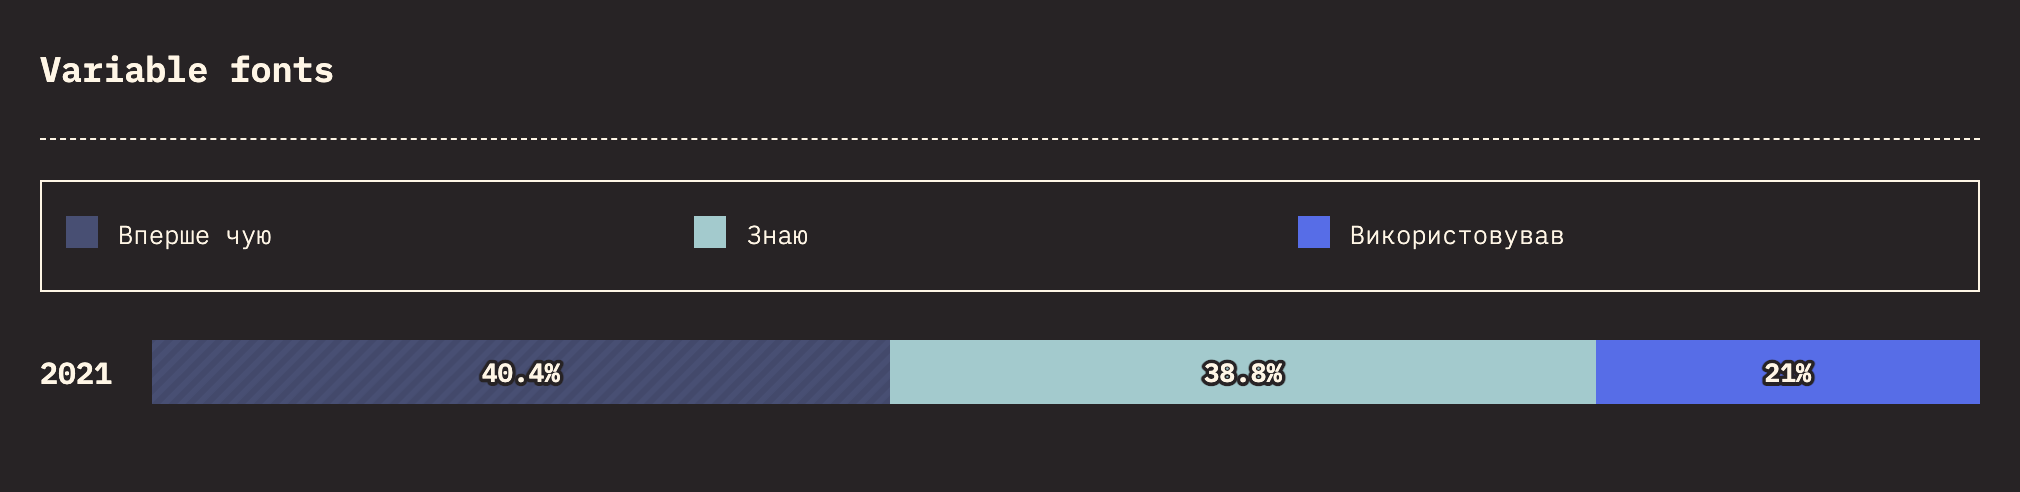 Variable fonts
Вперше чую
Знаю
Використовував
2021 40.4% 38.8% 21%